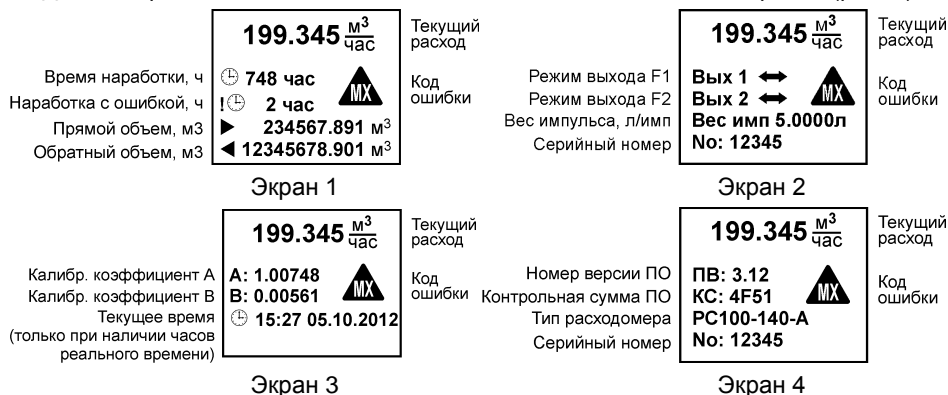 199.345 м³/час
Текущий
расход
Время наработки, ч
748 час
Код
ошибки
MX
Наработка с ошибкой, ч
! 2 час
Прямой объем, м3
▶ 234567.891 м³
Обратный объем, м3
◀ 12345678.901 м³
Экран 1
199.345 м³/час
Текущий
расход
Режим выхода F1
Вых 1 ↔
Код
ошибки
MX
Режим выхода F2
Вых 2 ↔
Вес импульса, л/имп
Вес имп 5.0000л
Серийный номер
No: 12345
Экран 2
199.345 м³/час
Текущий
расход
Калибр. коэффициент А
A: 1.00748
Код
ошибки
MX
Калибр. коэффициент В
B: 0.00561
Текущее время
(только при наличии часов
реального времени)
15:27 05.10.2012
Экран 3
199.345 м³/час
Текущий
расход
Номер версии ПО
ПВ: 3.12
Код
ошибки
MX
Контрольная сумма ПО
КС: 4F51
Тип расходомера
РС100-140-А
Серийный номер
No: 12345
Экран 4